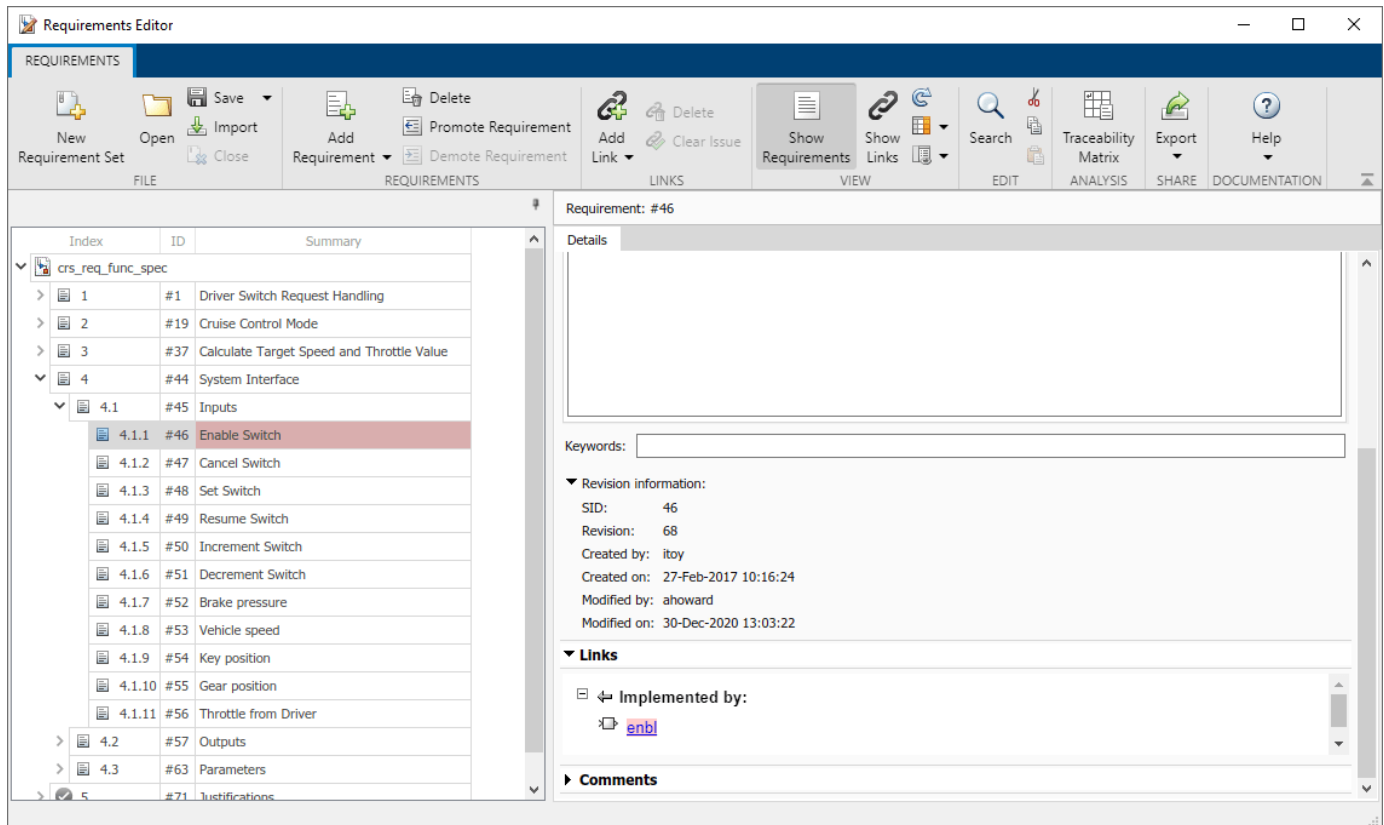 Requirements Editor
REQUIREMENTS
New Requirement Set
Open
Save
Import
Close
FILE
Add Requirement
Delete
Promote Requirement
Demote Requirement
REQUIREMENTS
Add Link
Delete
Clear Issue
LINKS
Show Requirements
Show Links
VIEW
Search
EDIT
Traceability Matrix
ANALYSIS
Export
SHARE
Help
DOCUMENTATION
Index ID Summary
crs_req_func_spec
1 #1 Driver Switch Request Handling
2 #19 Cruise Control Mode
3 #37 Calculate Target Speed and Throttle Value
4 #44 System Interface
4.1 #45 Inputs
4.1.1 #46 Enable Switch
4.1.2 #47 Cancel Switch
4.1.3 #48 Set Switch
4.1.4 #49 Resume Switch
4.1.5 #50 Increment Switch
4.1.6 #51 Decrement Switch
4.1.7 #52 Brake pressure
4.1.8 #53 Vehicle speed
4.1.9 #54 Key position
4.1.10 #55 Gear position
4.1.11 #56 Throttle from Driver
4.2 #57 Outputs
4.3 #63 Parameters
5 #71 Justifications
Requirement: #46
Details
Keywords:
Revision information:
SID: 46
Revision: 68
Created by: itoy
Created on: 27-Feb-2017 10:16:24
Modified by: ahoward
Modified on: 30-Dec-2020 13:03:22
Links
Implemented by:
enbl
Comments